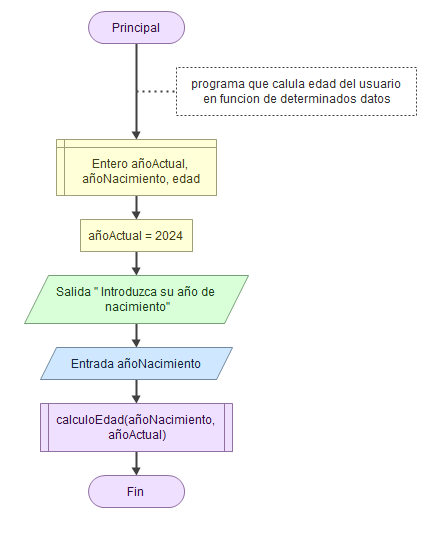 Principal
programa que calula edad del usuario
en funcion de determinados datos
Entero añoActual,
añoNacimiento, edad
añoActual = 2024
Salida " Introduzca su año de
nacimiento"
Entrada añoNacimiento
calculoEdad(añoNacimiento,
añoActual)
Fin